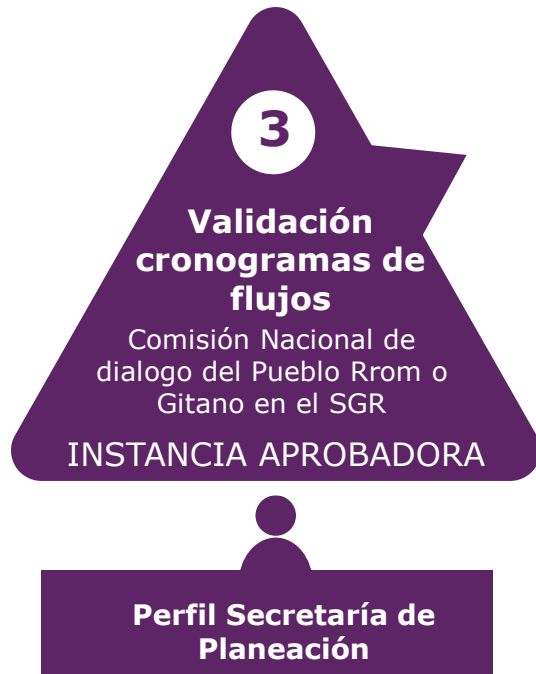 3
Validación
cronogramas de
flujos
Comisión Nacional de
dialogo del Pueblo Rrom o
Gitano en el SGR
INSTANCIA APROBADORA
Perfil Secretaría de
Planeación